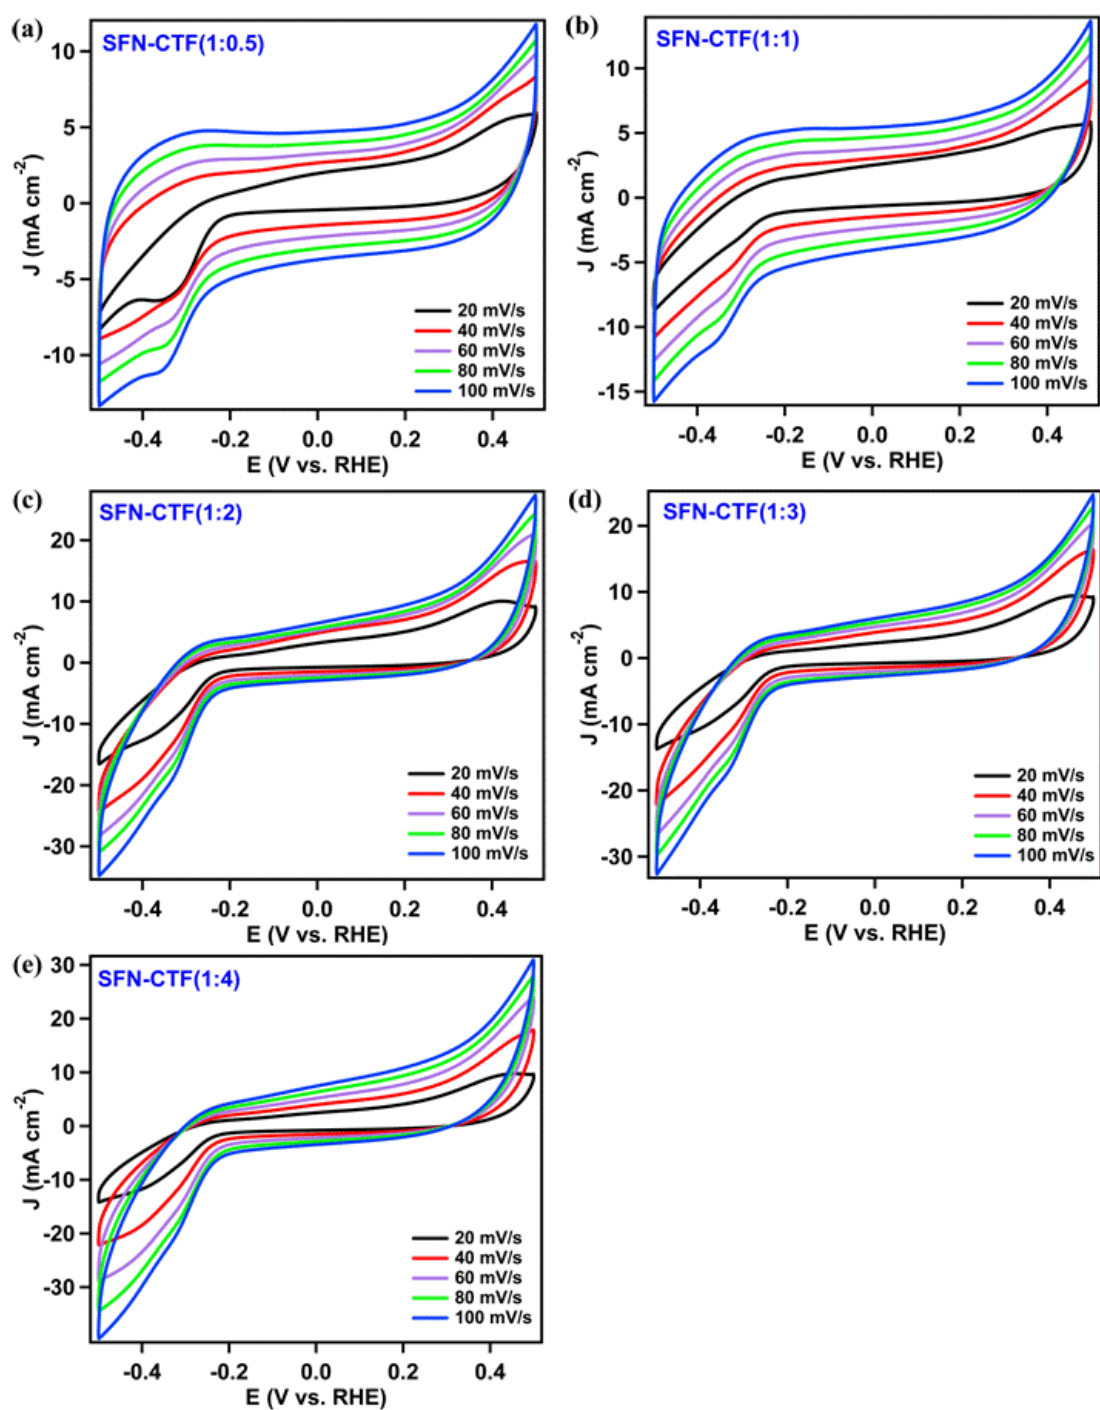 (a)
SFN-CTF(1:0.5)
10
5
0
-5
-10
J (mA cm-2)
20 mV/s
40 mV/s
60 mV/s
80 mV/s
100 mV/s
-0.4 -0.2 0.0 0.2 0.4
E (V vs. RHE)
(b)
SFN-CTF(1:1)
10
5
0
-5
-10
-15
J (mA cm-2)
20 mV/s
40 mV/s
60 mV/s
80 mV/s
100 mV/s
-0.4 -0.2 0.0 0.2 0.4
E (V vs. RHE)
(c)
SFN-CTF(1:2)
20
10
0
-10
-20
-30
J (mA cm-2)
20 mV/s
40 mV/s
60 mV/s
80 mV/s
100 mV/s
-0.4 -0.2 0.0 0.2 0.4
E (V vs. RHE)
(d)
SFN-CTF(1:3)
20
10
0
-10
-20
-30
J (mA cm-2)
20 mV/s
40 mV/s
60 mV/s
80 mV/s
100 mV/s
-0.4 -0.2 0.0 0.2 0.4
E (V vs. RHE)
(e)
SFN-CTF(1:4)
30
20
10
0
-10
-20
-30
J (mA cm-2)
20 mV/s
40 mV/s
60 mV/s
80 mV/s
100 mV/s
-0.4 -0.2 0.0 0.2 0.4
E (V vs. RHE)